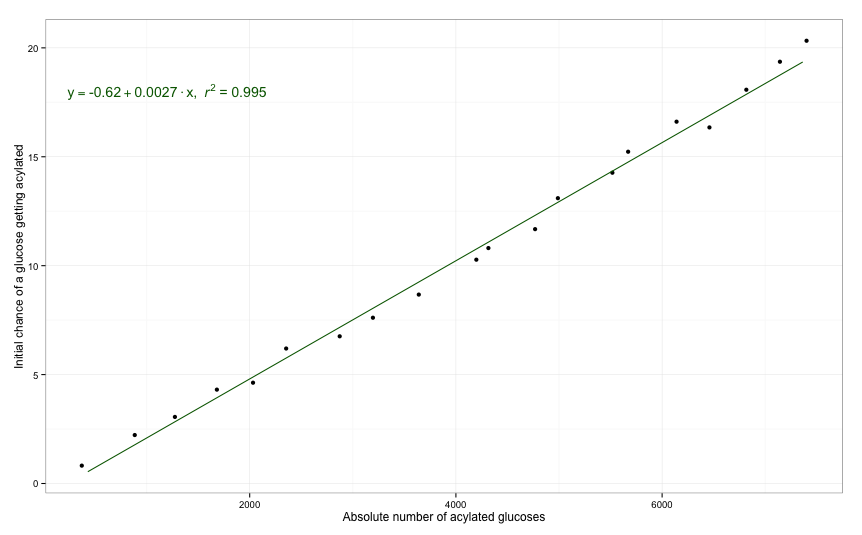 y = -0.62 + 0.0027 · x, r² = 0.995
20
15
10
5
0
2000 4000 6000
Absolute number of acylated glucoses
Initial chance of a glucose getting acylated